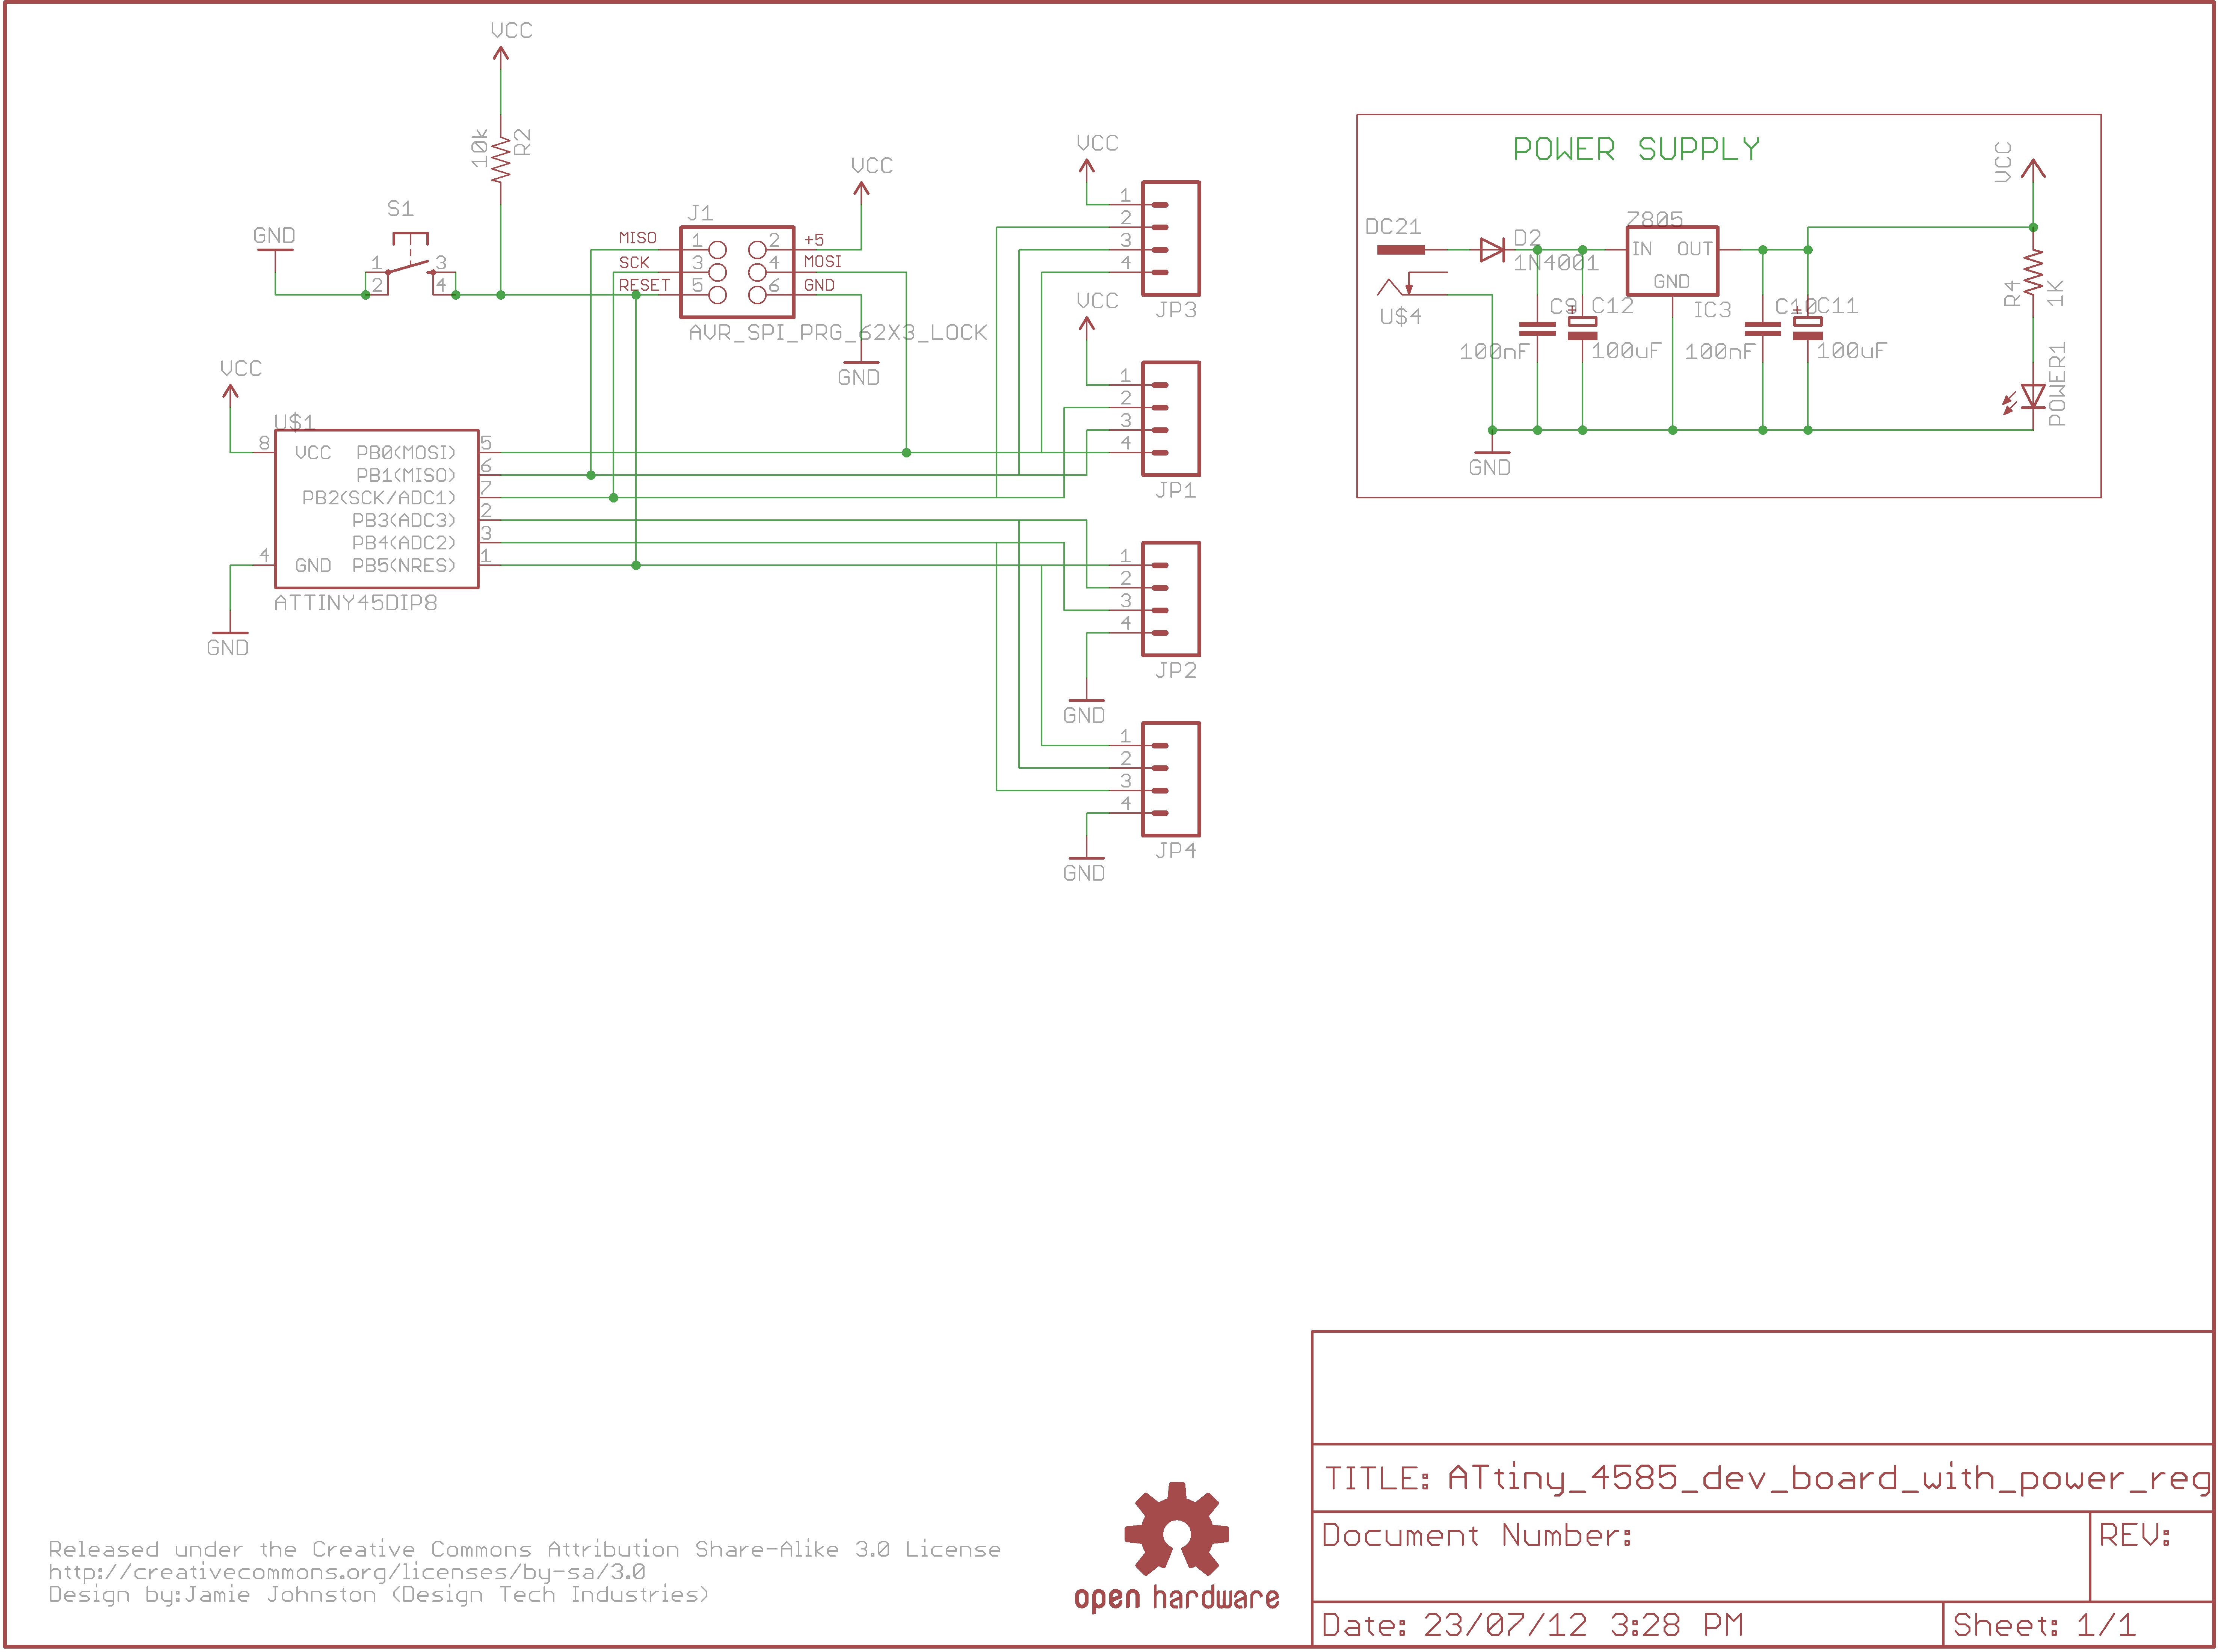 VCC
10k
R2
S1
GND
1
2
3
4
J1
MISO
SCK
RESET
1
3
5
2
4
6
+5
MOSI
GND
AVR_SPI_PRG_62X3_LOCK
VCC
GND
VCC
1
2
3
4
JP3
VCC
1
2
3
4
JP1
VCC
U$1
8
VCC
4
GND
PB0(MOSI)
PB1(MISO)
PB2(SCK/ADC1)
PB3(ADC3)
PB4(ADC2)
PB5(NRES)
5
6
7
2
3
1
ATTINY45DIP8
GND
1
2
3
4
JP2
GND
1
2
3
4
JP4
GND
POWER SUPPLY
DC21
U$4
D2
1N4001
7805
IN
OUT
GND
IC3
C9
100nF
+
C12
100uF
C10
100nF
+
C11
100uF
VCC
R4
1K
POWER1
GND
Released under the Creative Commons Attribution Share-Alike 3.0 License
http://creativecommons.org/licenses/by-sa/3.0
Design by:Jamie Johnston (Design Tech Industries)
open hardware
TITLE: ATtiny_4585_dev_board_with_power_reg
Document Number:
REV:
Date: 23/07/12 3:28 PM
Sheet: 1/1